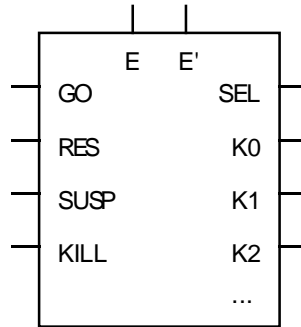 E E'
GO SEL
RES K0
SUSP K1
KILL K2
...